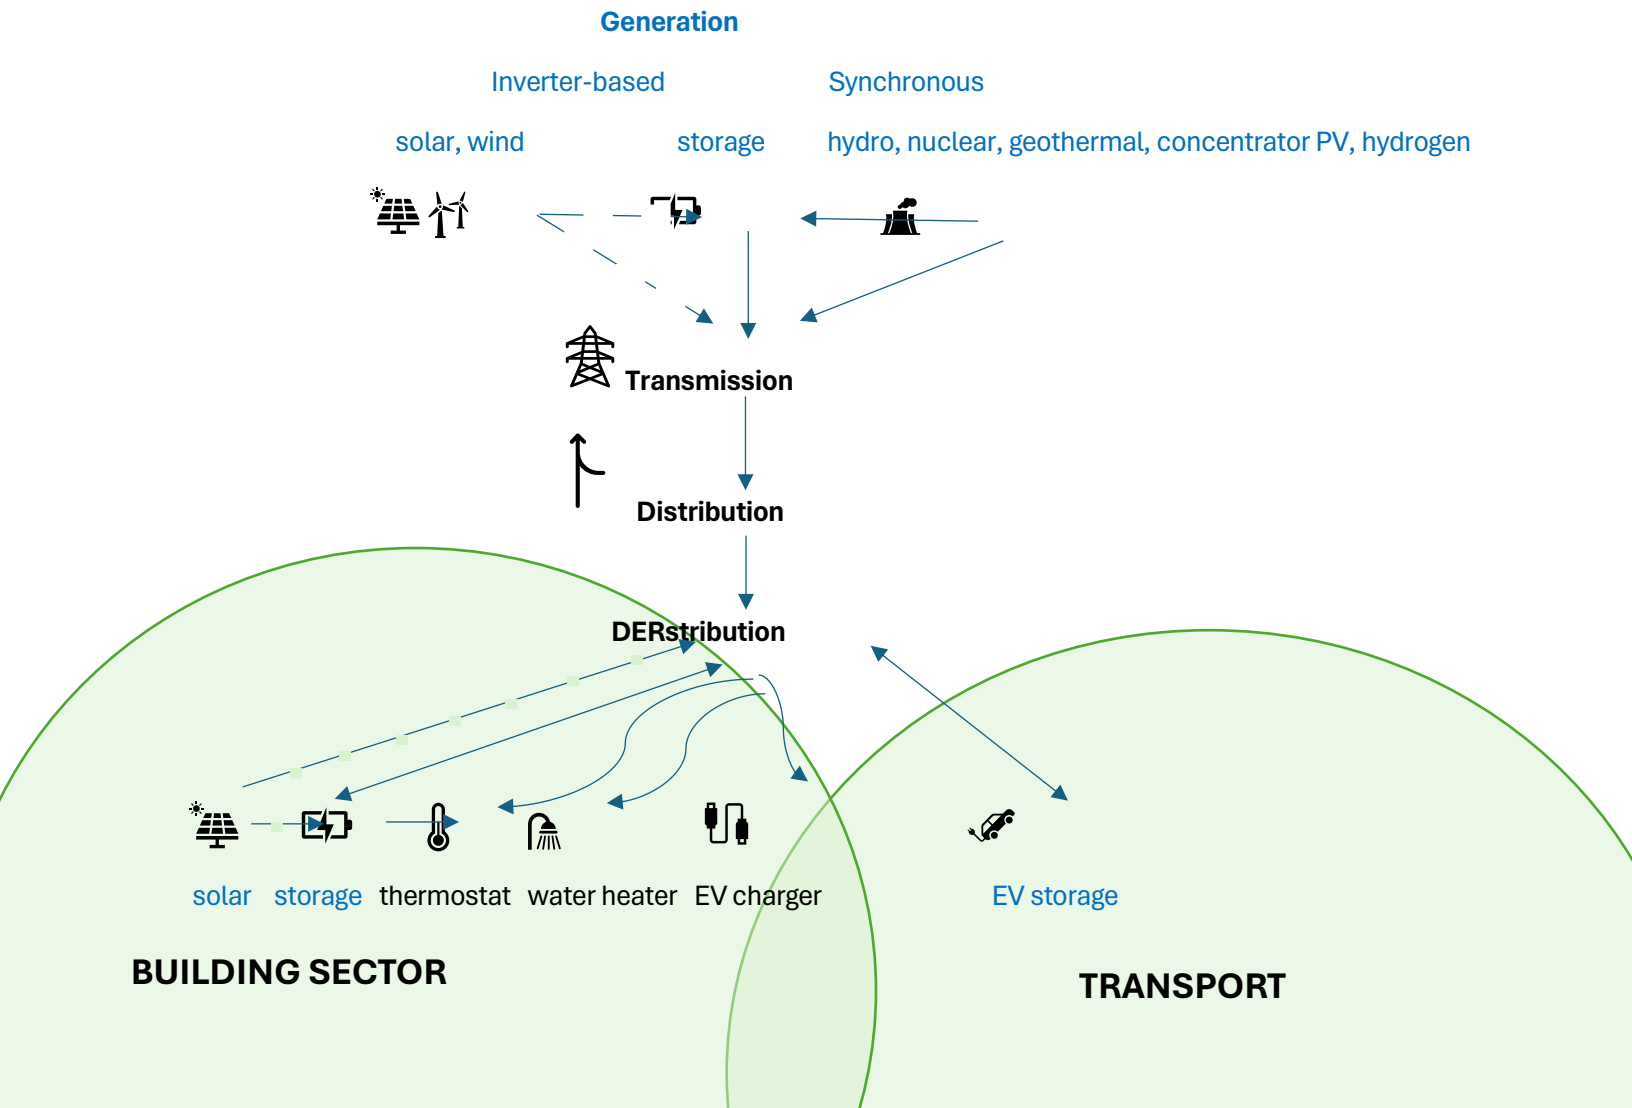 Generation
Inverter-based Synchronous
solar, wind storage hydro, nuclear, geothermal, concentrator PV, hydrogen
Transmission
Distribution
DERstribution
solar storage thermostat water heater EV charger EV storage
BUILDING SECTOR
TRANSPORT